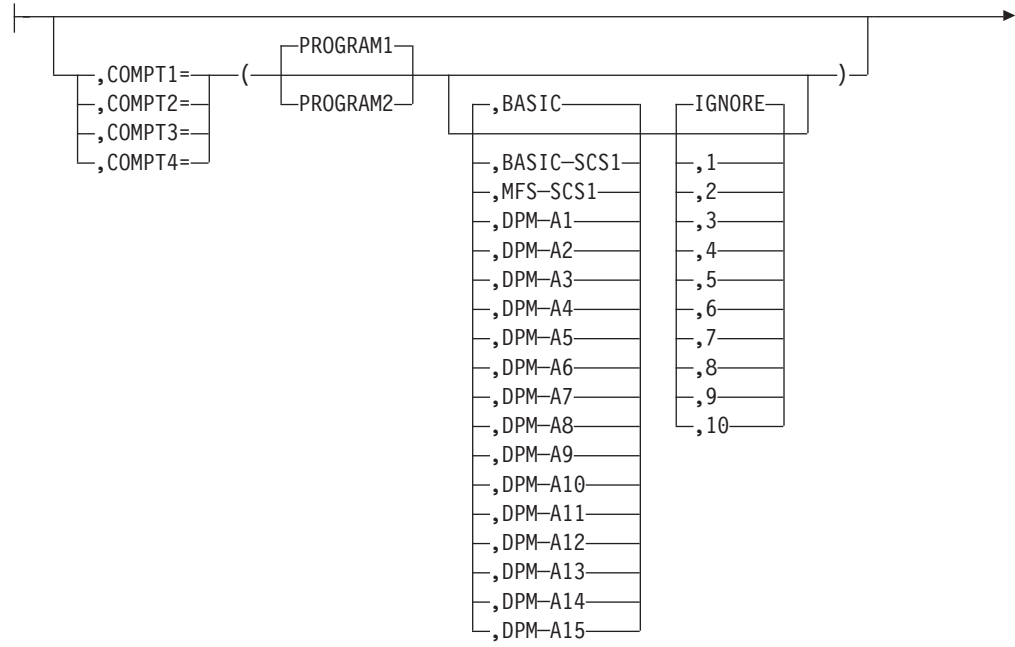 PROGRAM1
,COMPT1= ( PROGRAM2 )
,COMPT2= ,BASIC IGNORE
,COMPT3=
,COMPT4= ,BASIC-SCS1 ,1
,MFS-SCS1 ,2
,DPM-A1 ,3
,DPM-A2 ,4
,DPM-A3 ,5
,DPM-A4 ,6
,DPM-A5 ,7
,DPM-A6 ,8
,DPM-A7 ,9
,DPM-A8 ,10
,DPM-A9
,DPM-A10
,DPM-A11
,DPM-A12
,DPM-A13
,DPM-A14
,DPM-A15